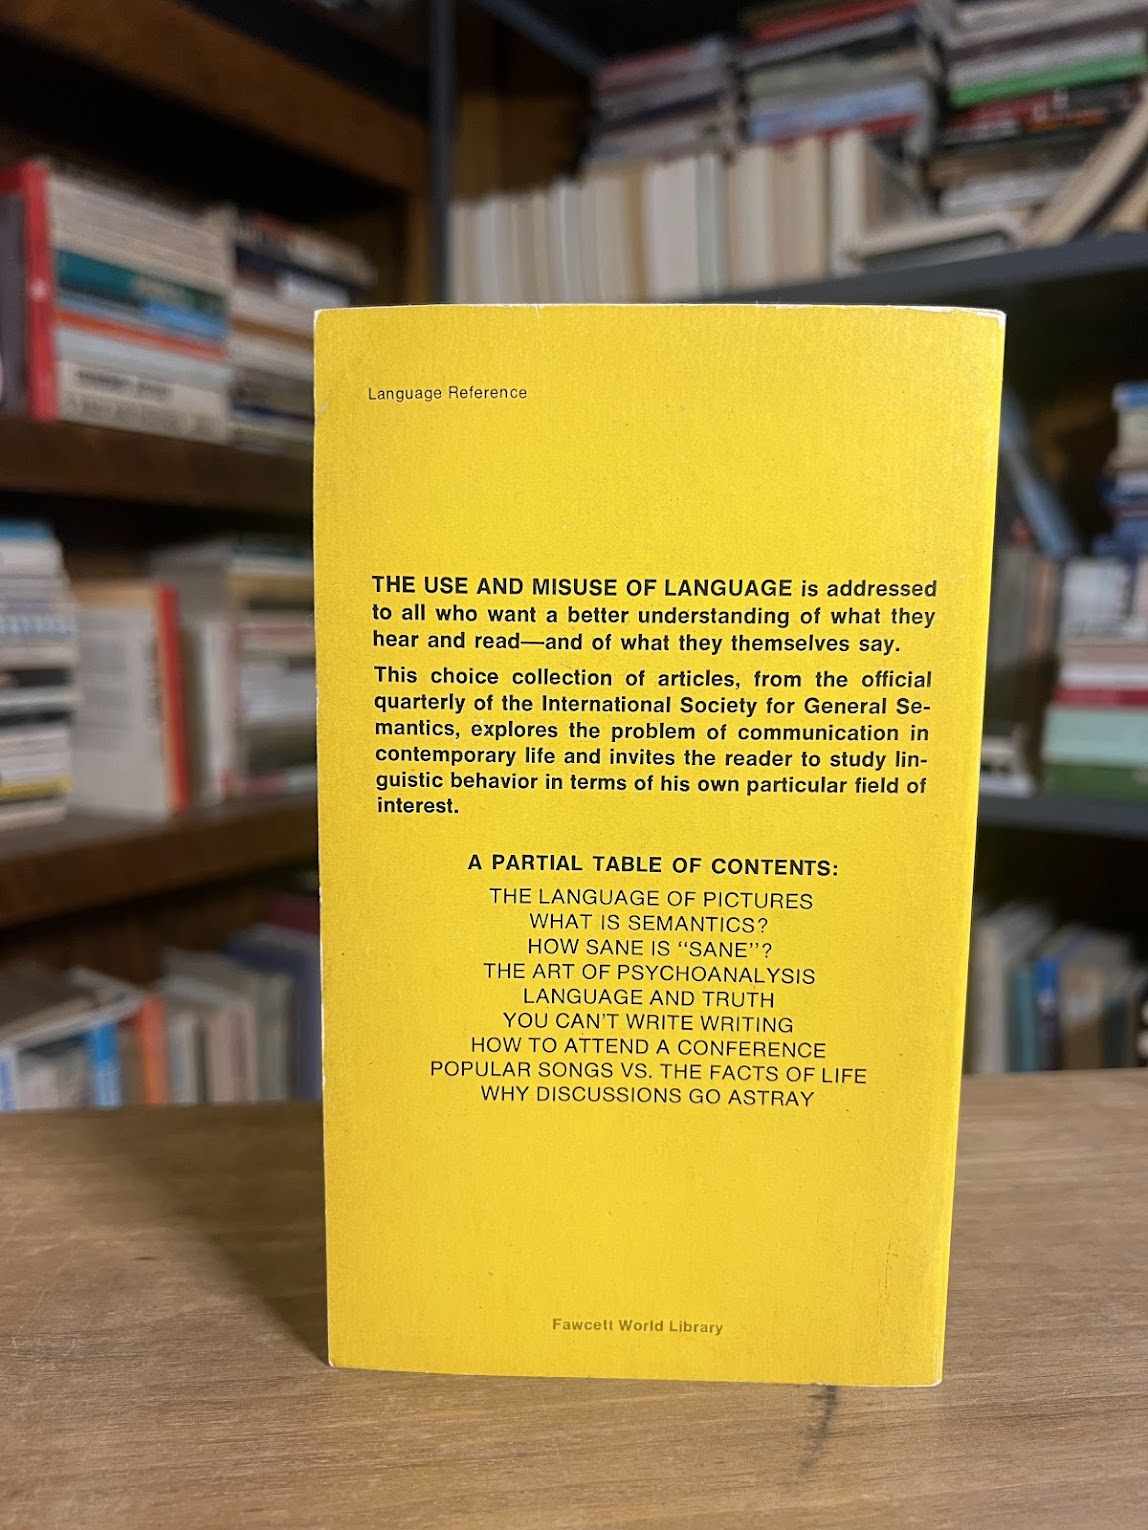 Language Reference
THE USE AND MISUSE OF LANGUAGE is addressed
to all who want a better understanding of what they
hear and read—and of what they themselves say.
This choice collection of articles, from the official
quarterly of the International Society for General Se-
mantics, explores the problem of communication in
contemporary life and invites the reader to study lin-
guistic behavior in terms of his own particular field of
interest.
A PARTIAL TABLE OF CONTENTS:
THE LANGUAGE OF PICTURES
WHAT IS SEMANTICS?
HOW SANE IS “SANE”?
THE ART OF PSYCHOANALYSIS
LANGUAGE AND TRUTH
YOU CAN'T WRITE WRITING
HOW TO ATTEND A CONFERENCE
POPULAR SONGS VS. THE FACTS OF LIFE
WHY DISCUSSIONS GO ASTRAY
Fawcett World Library